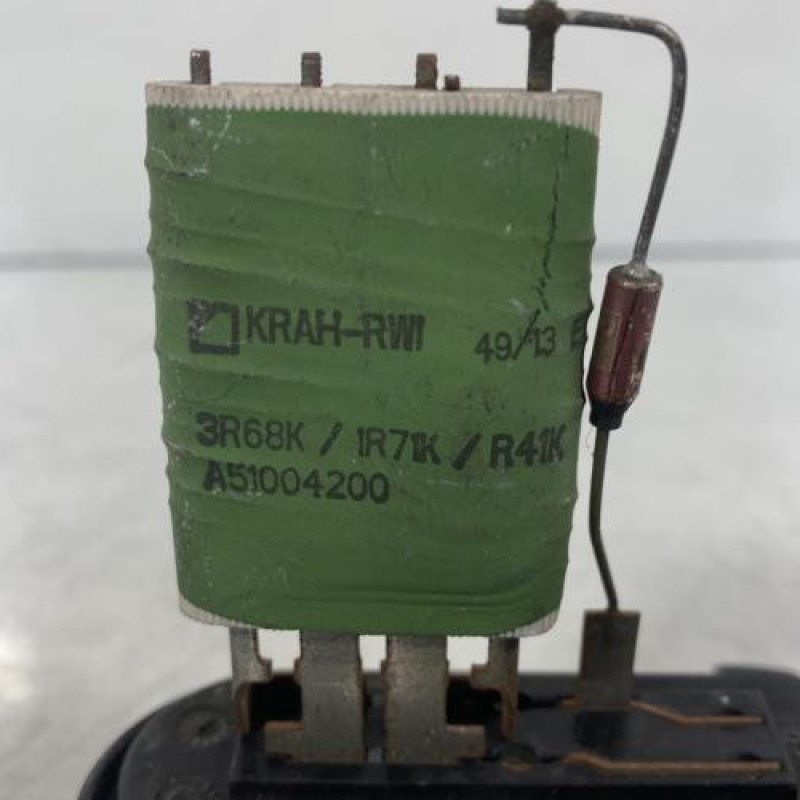 KRAH-RWI 49/13 E
3R68K / 1R71K / R41K
A51004200